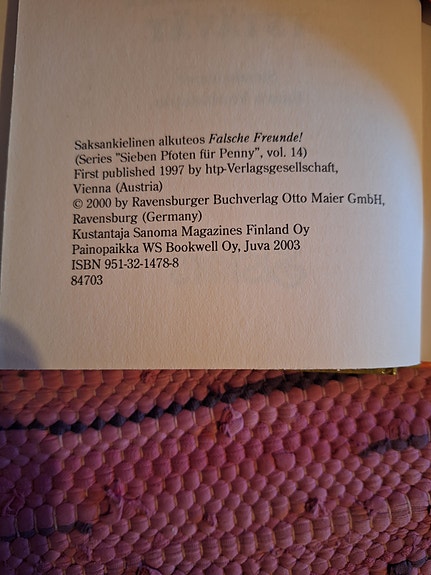 Saksankielinen alkuteos Falsche Freunde!
(Series "Sieben Pfoten für Penny", vol. 14)
First published 1997 by htp-Verlagsgesellschaft,
Vienna (Austria)
© 2000 by Ravensburger Buchverlag Otto Maier GmbH,
Ravensburg (Germany)
Kustantaja Sanoma Magazines Finland Oy
Painopaikka WS Bookwell Oy, Juva 2003
ISBN 951-32-1478-8
84703